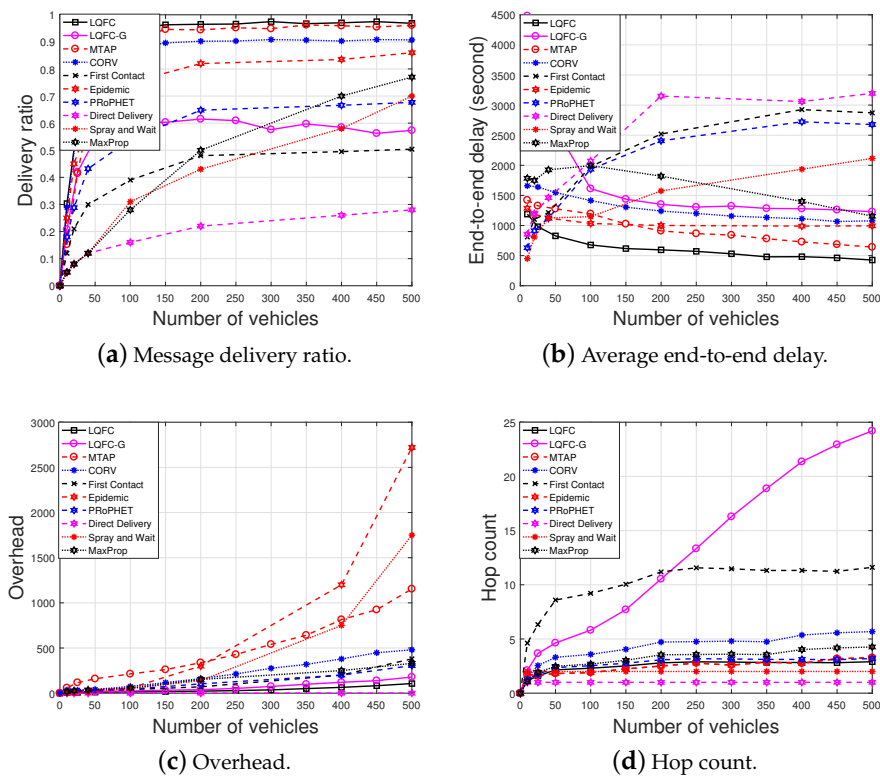 1
0.9
0.8
0.7
0.6
0.5
0.4
0.3
0.2
0.1
0
Delivery ratio
LQFC
LQFC-G
MTAP
CORV
First Contact
Epidemic
PRoPHET
Direct Delivery
Spray and Wait
MaxProp
0 50 100 150 200 250 300 350 400 450 500
Number of vehicles
(a) Message delivery ratio.
4500
4000
3500
3000
2500
2000
1500
1000
500
0
End-to-end delay (second)
LQFC
LQFC-G
MTAP
CORV
First Contact
Epidemic
PRoPHET
Direct Delivery
Spray and Wait
MaxProp
0 50 100 150 200 250 300 350 400 450 500
Number of vehicles
(b) Average end-to-end delay.
3000
2500
2000
1500
1000
500
0
Overhead
LQFC
LQFC-G
MTAP
CORV
First Contact
Epidemic
PRoPHET
Direct Delivery
Spray and Wait
MaxProp
0 50 100 150 200 250 300 350 400 450 500
Number of vehicles
(c) Overhead.
25
20
15
10
5
0
Hop count
LQFC
LQFC-G
MTAP
CORV
First Contact
Epidemic
PRoPHET
Direct Delivery
Spray and Wait
MaxProp
0 50 100 150 200 250 300 350 400 450 500
Number of vehicles
(d) Hop count.